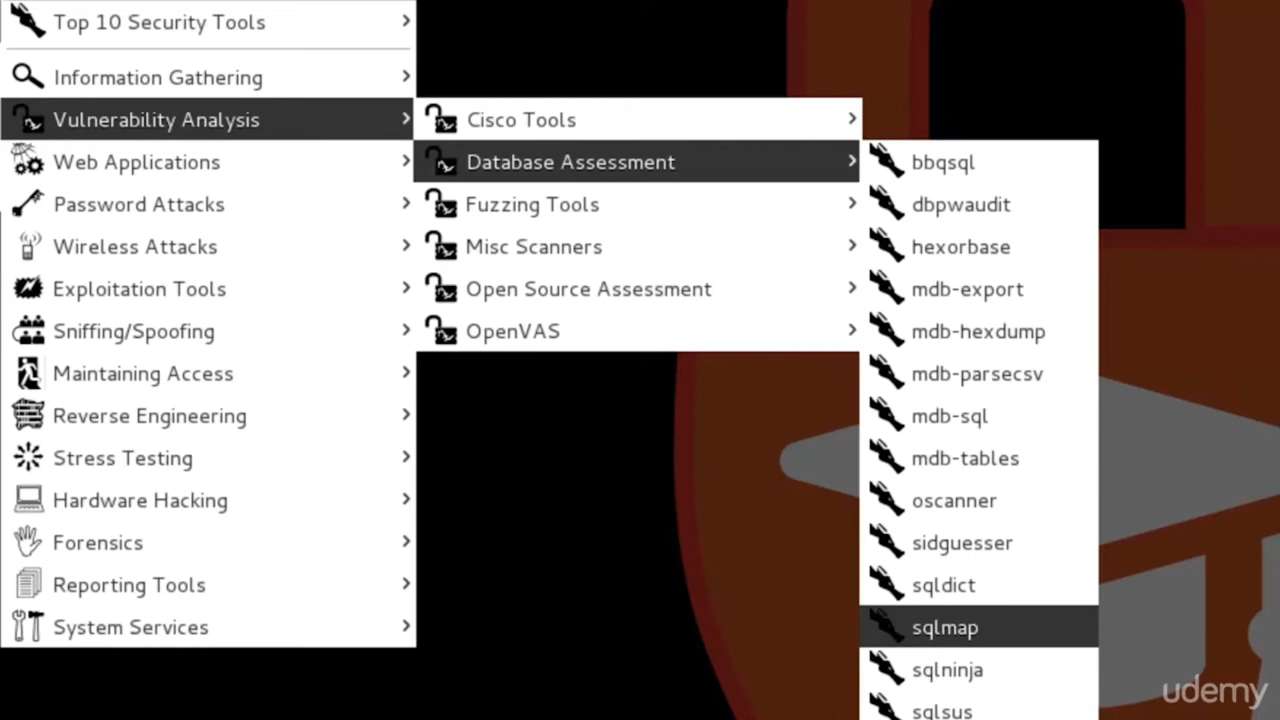 Top 10 Security Tools
Information Gathering
Vulnerability Analysis
Web Applications
Password Attacks
Wireless Attacks
Exploitation Tools
Sniffing/Spoofing
Maintaining Access
Reverse Engineering
Stress Testing
Hardware Hacking
Forensics
Reporting Tools
System Services
Cisco Tools
Database Assessment
Fuzzing Tools
Misc Scanners
Open Source Assessment
OpenVAS
bbqsql
dbpwaudit
hexorbase
mdb-export
mdb-hexdump
mdb-parsecsv
mdb-sql
mdb-tables
oscanner
sidguesser
sqldict
sqlmap
sqlninja
sqlsus
udemy